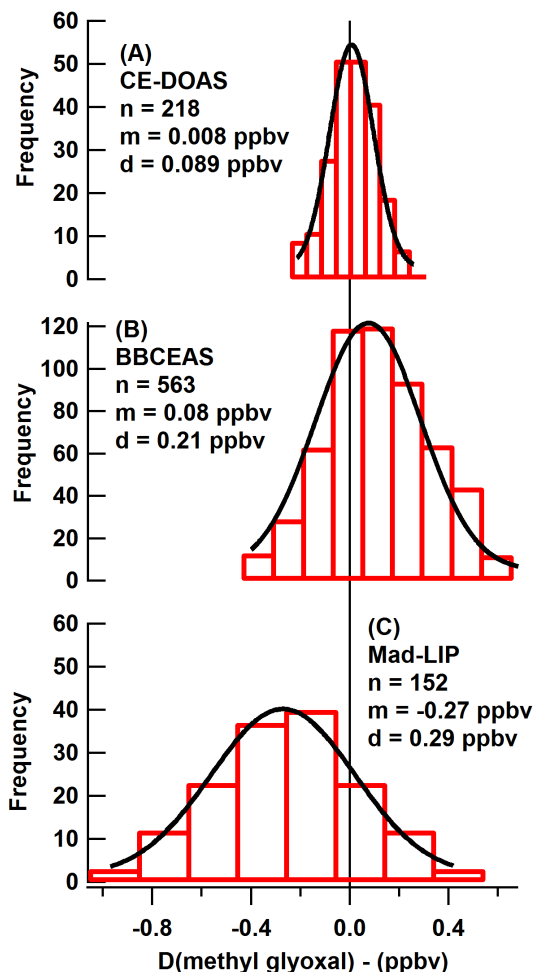 60
50
40
30
20
10
0
Frequency
(A)
CE-DOAS
n = 218
m = 0.008 ppbv
d = 0.089 ppbv
120
100
80
60
40
20
0
Frequency
(B)
BBCEAS
n = 563
m = 0.08 ppbv
d = 0.21 ppbv
60
50
40
30
20
10
0
Frequency
(C)
Mad-LIP
n = 152
m = -0.27 ppbv
d = 0.29 ppbv
-0.8 -0.4 0.0 0.4
D(methyl glyoxal) - (ppbv)